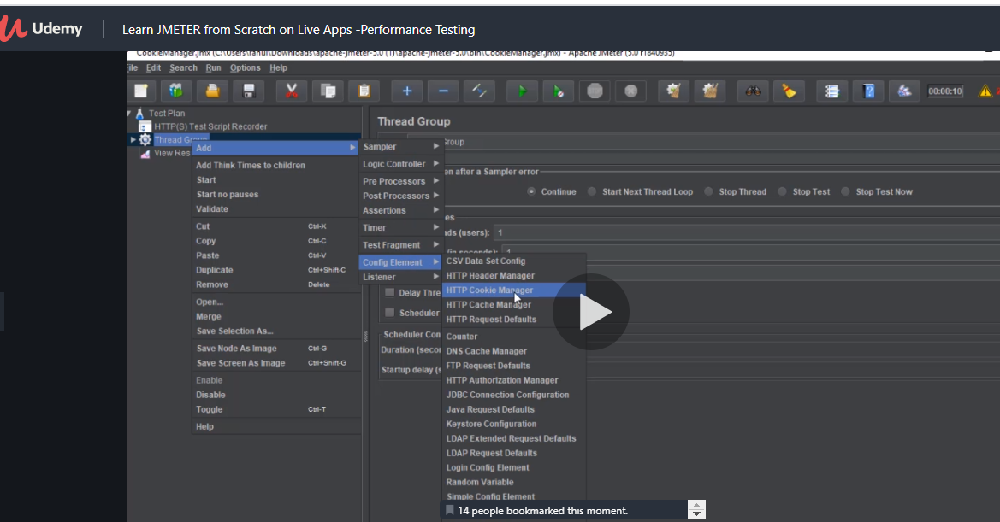 Udemy
Learn JMETER from Scratch on Live Apps -Performance Testing
CookieManager.jmx (C:\Users\rahul\Downloads\apache-jmeter-5.0 (1)\apache-jmeter-5.0\bin\CookieManager.jmx) - Apache JMeter (5.0 r1840935)
ile Edit Search Run Options Help
00:00:10
Test Plan
HTTP(S) Test Script Recorder
Thread Group
View Res
Add
Add Think Times to children
Start
Start no pauses
Validate
Cut Ctrl-X
Copy Ctrl-C
Paste Ctrl-V
Duplicate Ctrl+Shift-C
Remove Delete
Open...
Merge
Save Selection As...
Save Node As Image Ctrl-G
Save Screen As Image Ctrl+Shift-G
Enable
Disable
Toggle Ctrl-T
Help
Sampler
Logic Controller
Pre Processors
Post Processors
Assertions
Timer
Test Fragment
Config Element
Listener
CSV Data Set Config
HTTP Header Manager
HTTP Cookie Manager
HTTP Cache Manager
HTTP Request Defaults
Counter
DNS Cache Manager
FTP Request Defaults
HTTP Authorization Manager
JDBC Connection Configuration
Java Request Defaults
Keystore Configuration
LDAP Extended Request Defaults
LDAP Request Defaults
Login Config Element
Random Variable
Simple Config Element
Thread Group
roup
en after a Sampler error
Continue Start Next Thread Loop Stop Thread Stop Test Stop Test Now
es
ds (users): 1
(in seconds): 1
Delay Thre
Scheduler
Scheduler Con
Duration (secon
Startup delay (s
14 people bookmarked this moment.